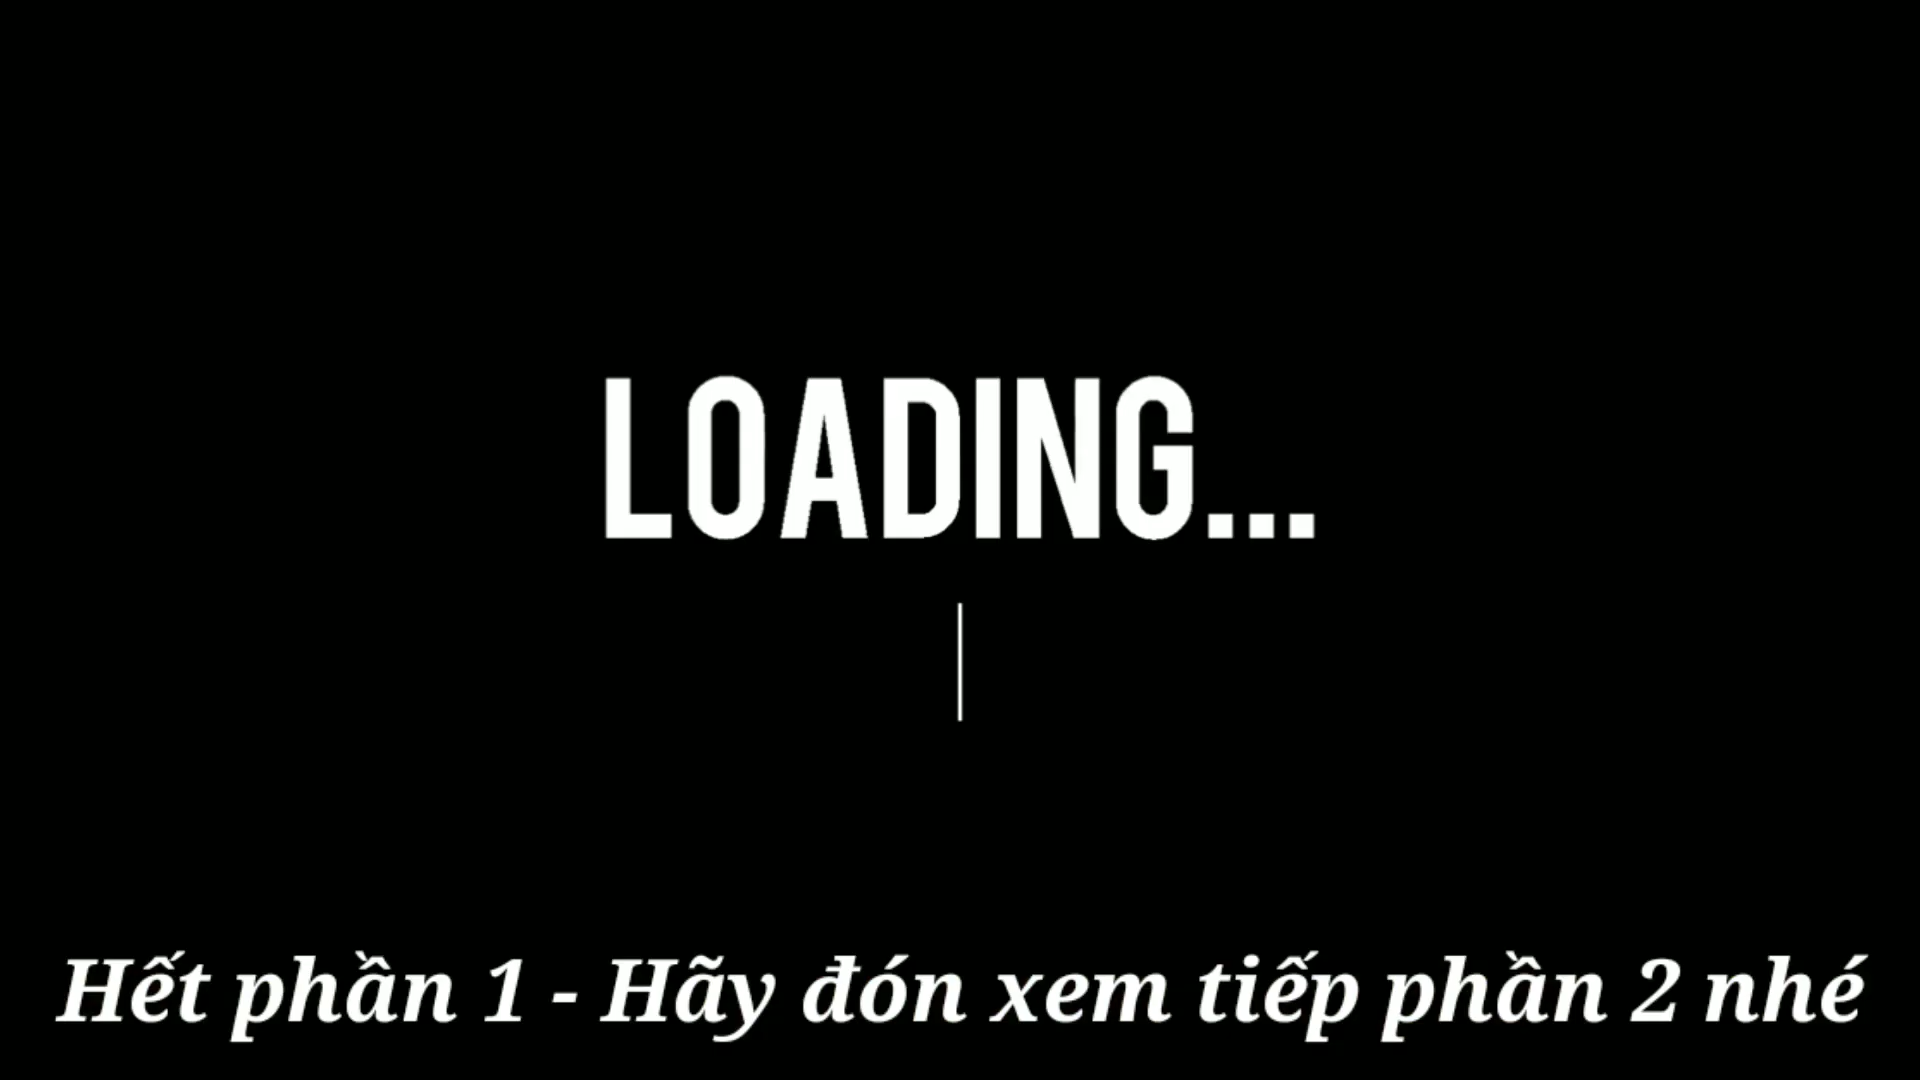 LOADING...
Hết phần 1 - Hãy đón xem tiếp phần 2 nhé